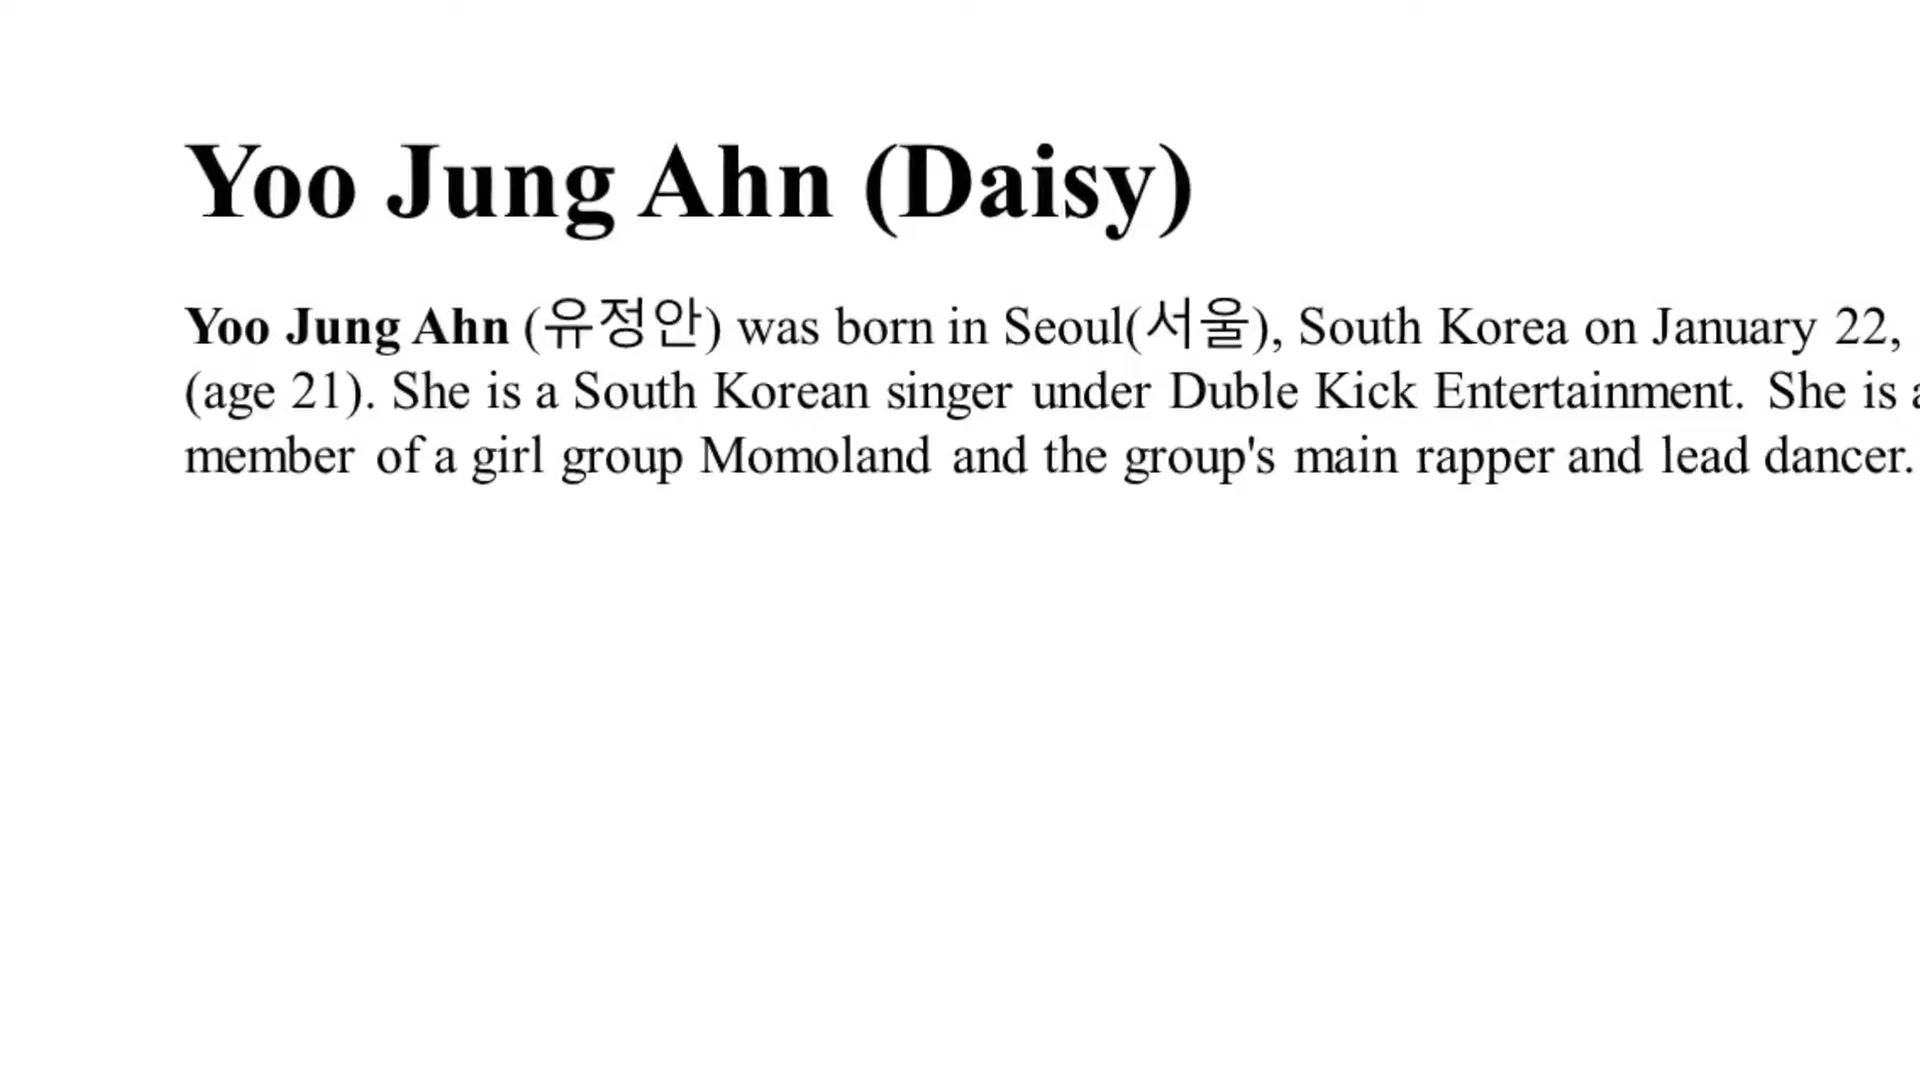 Yoo Jung Ahn (Daisy)
Yoo Jung Ahn (유정안) was born in Seoul(서울), South Korea on January 22,
(age 21). She is a South Korean singer under Duble Kick Entertainment. She is a
member of a girl group Momoland and the group's main rapper and lead dancer.